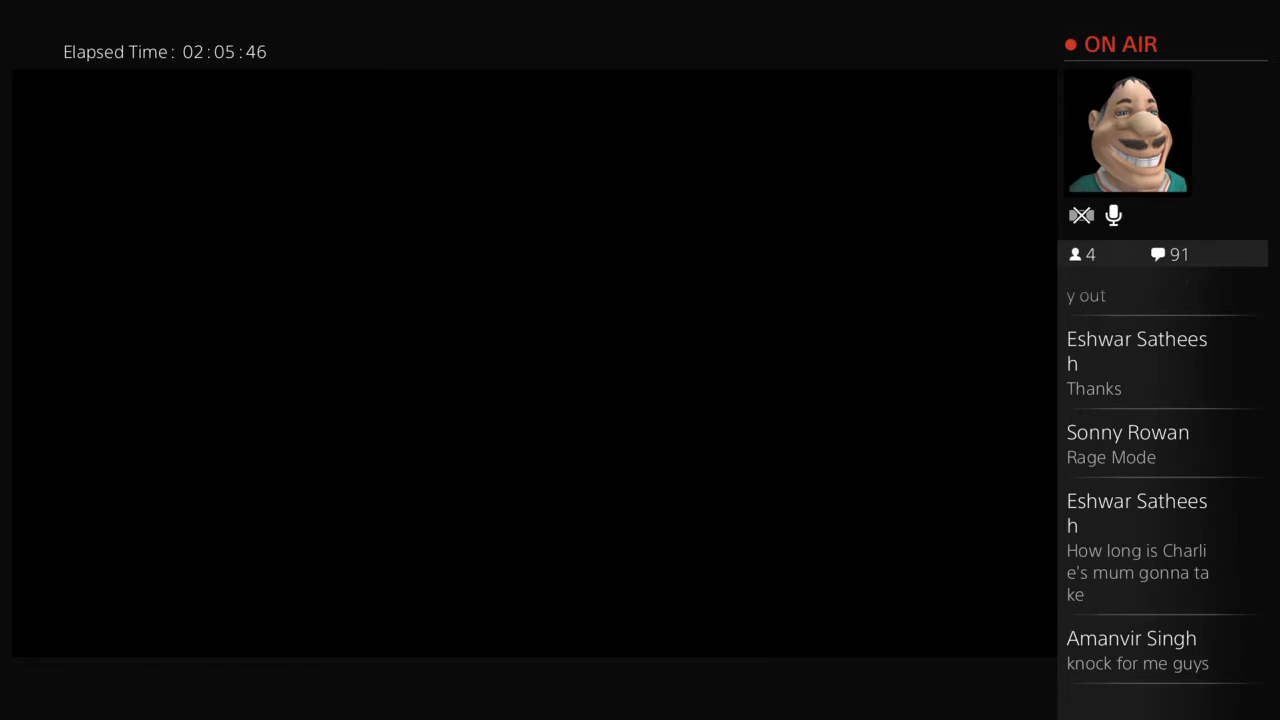 Elapsed Time: 02:05:46
ON AIR
4 91
y out
Eshwar Sathees
h
Thanks
Sonny Rowan
Rage Mode
Eshwar Sathees
h
How long is Charli
e's mum gonna ta
ke
Amanvir Singh
knock for me guys